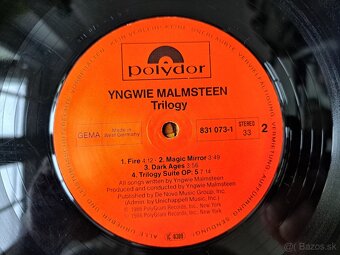 polydor
YNGWIE MALMSTEEN
Trilogy
GEMA
Made in
West Germany
831 073-1
STEREO
33
2
1. Fire 4:12 · 2. Magic Mirror 3:49
3. Dark Ages 3:56
4. Trilogy Suite OP: 5 7:14
All songs written by Yngwie Malmsteen
Produced and conducted by Yngwie Malmsteen
Published by De Novo Music Group, Inc.
(Admin. by Unichappell Music, Inc.)
℗ 1986 PolyGram Records, Inc., New York
© 1986 PolyGram Records, Inc., New York
Bazos.sk